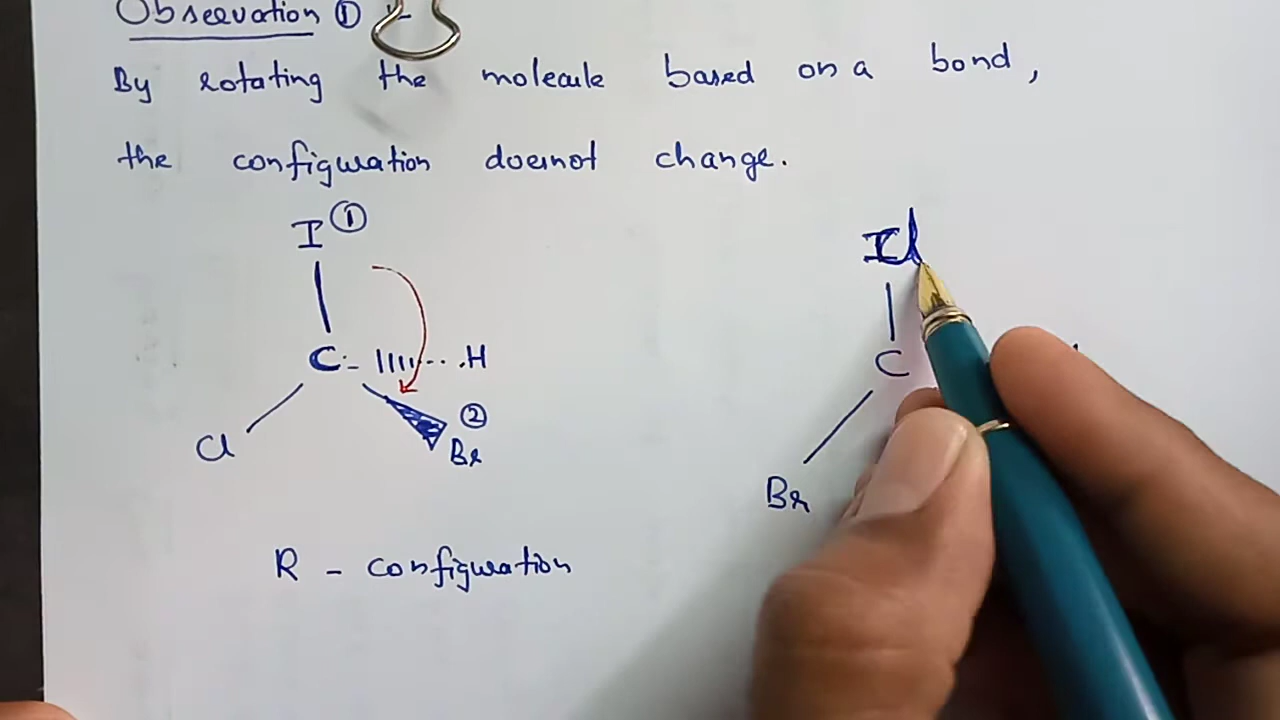 Observation ① :-
By rotating the molecule based on a bond,
the configuration doesnot change.
I ①
C H
Cl
② Br
R - configuration
C
Br